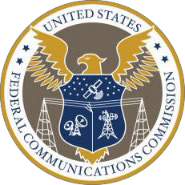 UNITED STATES
FEDERAL COMMUNICATIONS COMMISSION